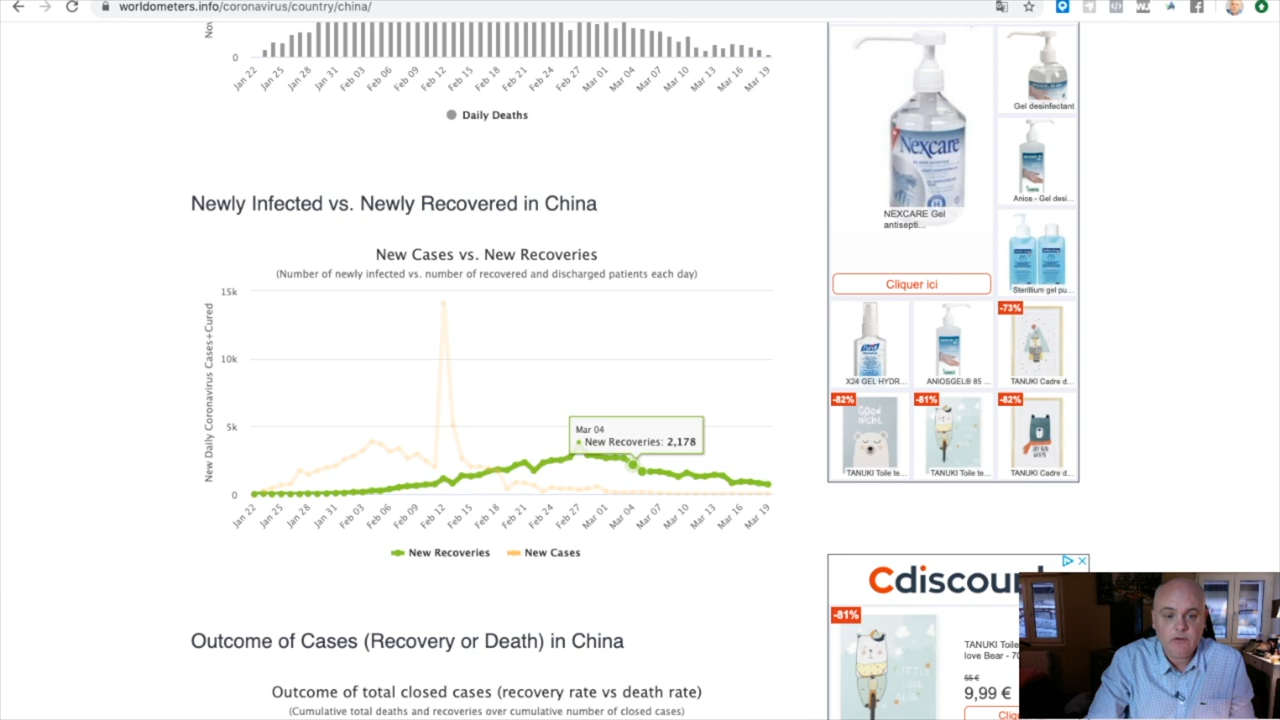 worldometers.info/coronavirus/country/china/
0
Jan 22
Jan 25
Jan 28
Jan 31
Feb 03
Feb 06
Feb 09
Feb 12
Feb 15
Feb 18
Feb 21
Feb 24
Feb 27
Mar 01
Mar 04
Mar 07
Mar 10
Mar 13
Mar 16
Mar 19
Daily Deaths
Newly Infected vs. Newly Recovered in China
New Cases vs. New Recoveries
(Number of newly infected vs. number of recovered and discharged patients each day)
New Daily Coronavirus Cases+Cured
15k
10k
5k
0
Mar 04
New Recoveries: 2,178
Jan 22
Jan 25
Jan 28
Jan 31
Feb 03
Feb 06
Feb 09
Feb 12
Feb 15
Feb 18
Feb 21
Feb 24
Feb 27
Mar 01
Mar 04
Mar 07
Mar 10
Mar 13
Mar 16
Mar 19
New Recoveries
New Cases
Outcome of Cases (Recovery or Death) in China
Outcome of total closed cases (recovery rate vs death rate)
(Cumulative total deaths and recoveries over cumulative number of closed cases)
Nexcare
NEXCARE Gel
antisepti...
Cliquer ici
Gel desinfectant
Anios - Gel desi...
Sterillium gel pu...
X24 GEL HYDR...
ANIOSGEL® 85 ...
-73%
TANUKI Cadre d...
-82%
GOOD
NIGHT
TANUKI Toile te...
-81%
TANUKI Toile te...
-82%
TANUKI Cadre d...
Cdiscou
-81%
LITTLE
LOVE
TANUKI Toile
love Bear - 70
55 €
9,99 €
Cliq